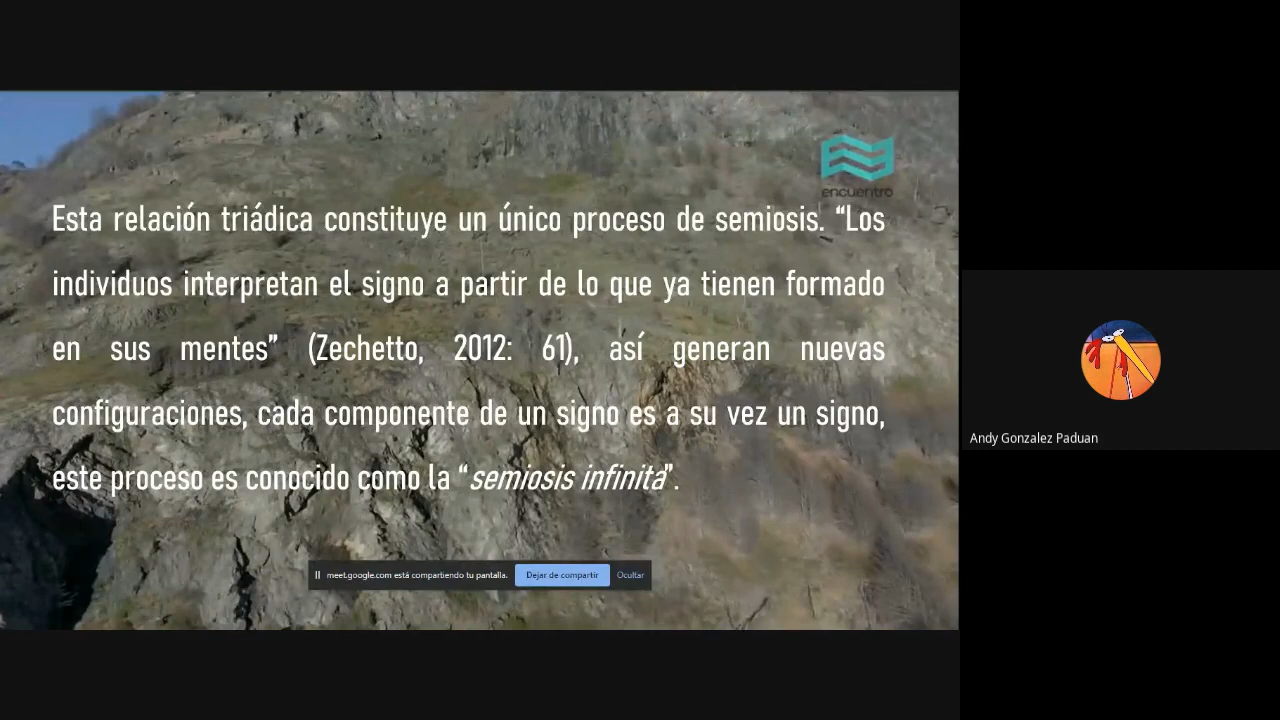 encuentro
Esta relación triádica constituye un único proceso de semiosis. “Los
individuos interpretan el signo a partir de lo que ya tienen formado
en sus mentes” (Zechetto, 2012: 61), así generan nuevas
configuraciones, cada componente de un signo es a su vez un signo,
este proceso es conocido como la “semiosis infinita”.
meet.google.com está compartiendo tu pantalla. Dejar de compartir Ocultar
Andy Gonzalez Paduan